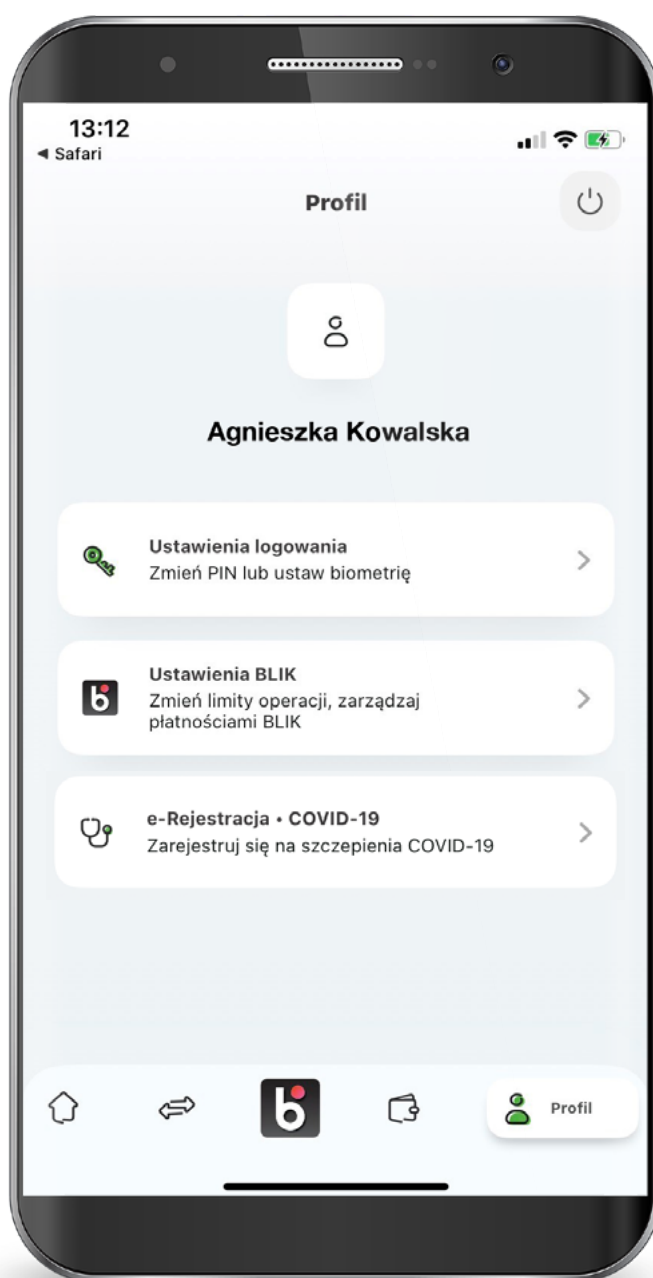 13:12
◄ Safari
Profil
Agnieszka Kowalska
Ustawienia logowania
Zmień PIN lub ustaw biometrię
Ustawienia BLIK
Zmień limity operacji, zarządzaj
płatnościami BLIK
e-Rejestracja • COVID-19
Zarejestruj się na szczepienia COVID-19
Profil